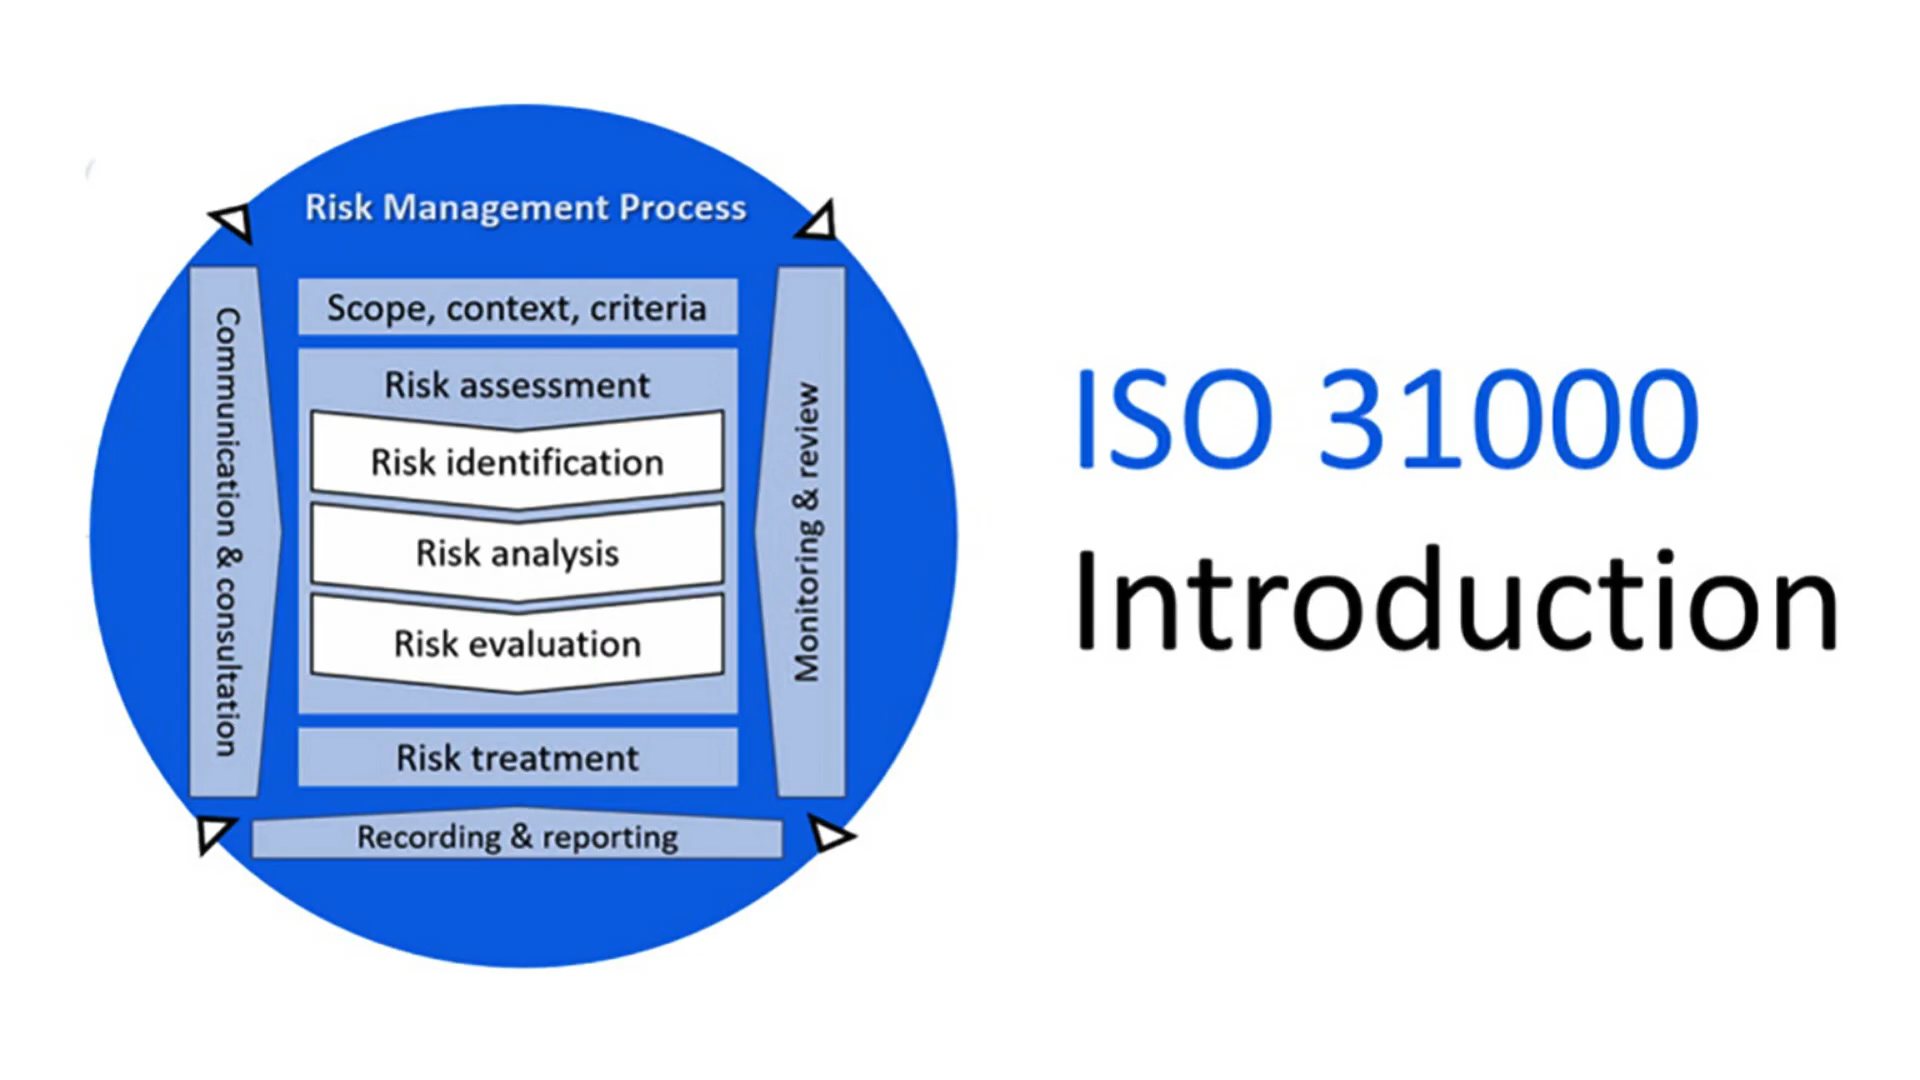 Risk Management Process
Communication & consultation
Scope, context, criteria
Risk assessment
Risk identification
Risk analysis
Risk evaluation
Risk treatment
Monitoring & review
Recording & reporting
ISO 31000
Introduction